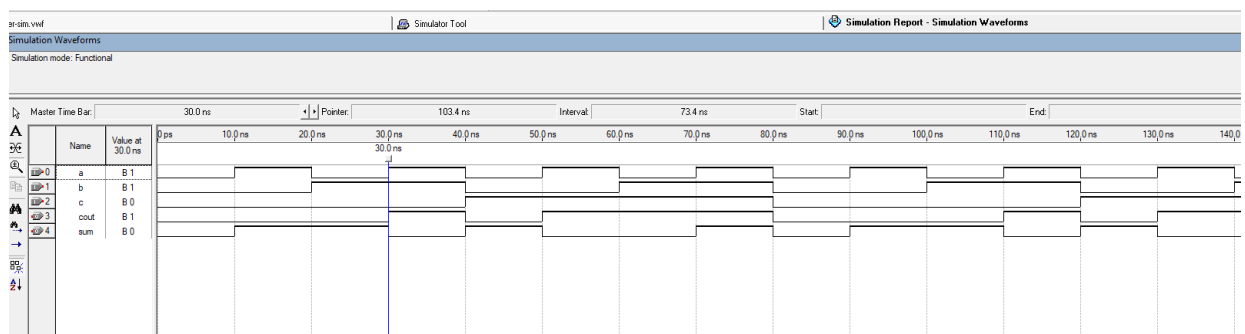 er-sim.vwf Simulator Tool Simulation Report - Simulation Waveforms
Simulation Waveforms
Simulation mode: Functional
Master Time Bar: 30.0 ns Pointer: 103.4 ns Interval: 73.4 ns Start: End:
Name Value at 30.0 ns
0 ps 10.0 ns 20.0 ns 30.0 ns 40.0 ns 50.0 ns 60.0 ns 70.0 ns 80.0 ns 90.0 ns 100.0 ns 110.0 ns 120.0 ns 130.0 ns 140.0
30.0 ns
0 a B 1
1 b B 1
2 c B 0
3 cout B 1
4 sum B 0